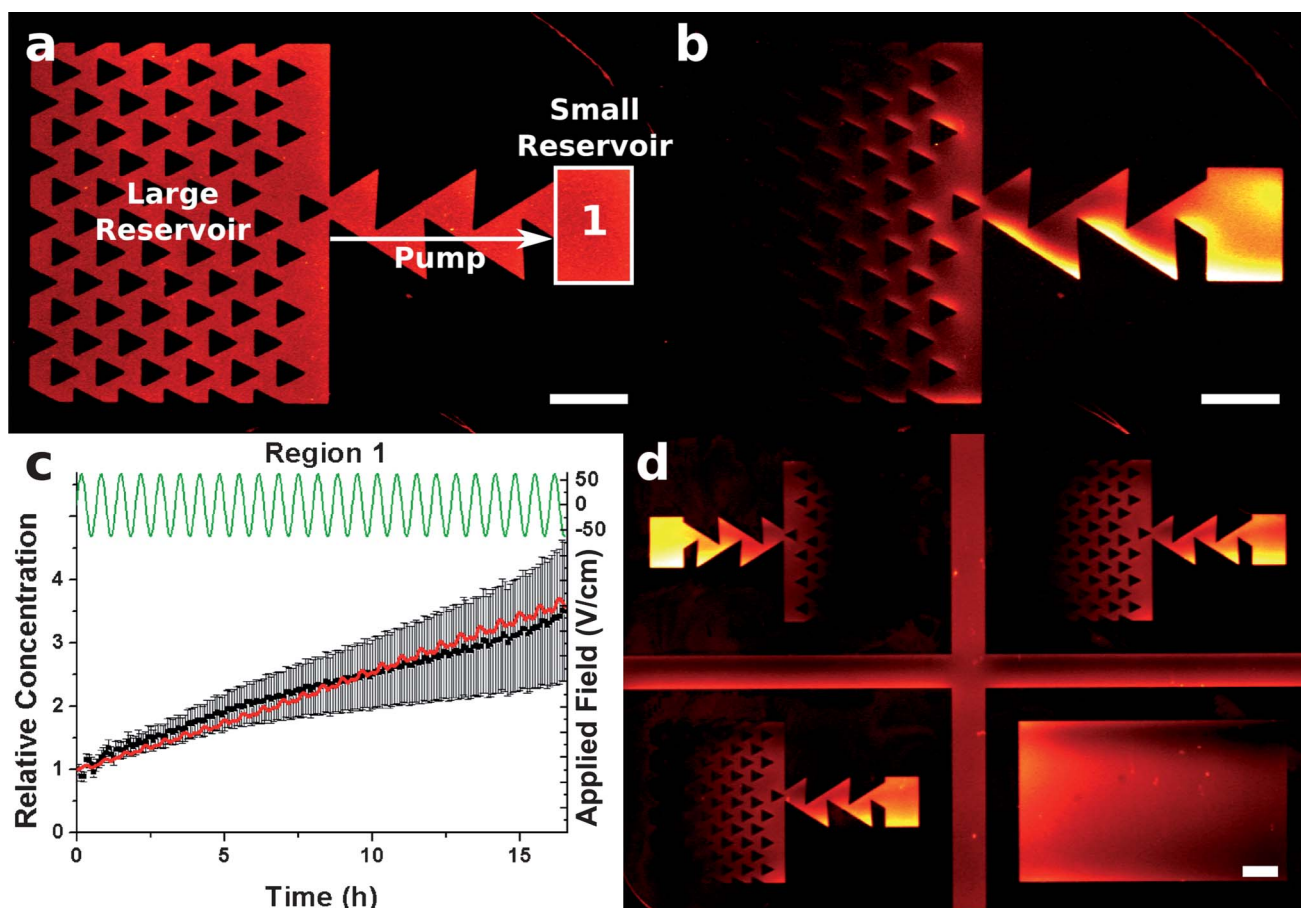 a
Large
Reservoir
Pump
Small
Reservoir
1
b
c
Region 1
Relative Concentration
4
3
2
1
0
0
5
10
15
Time (h)
50
0
-50
Applied Field (V/cm)
d